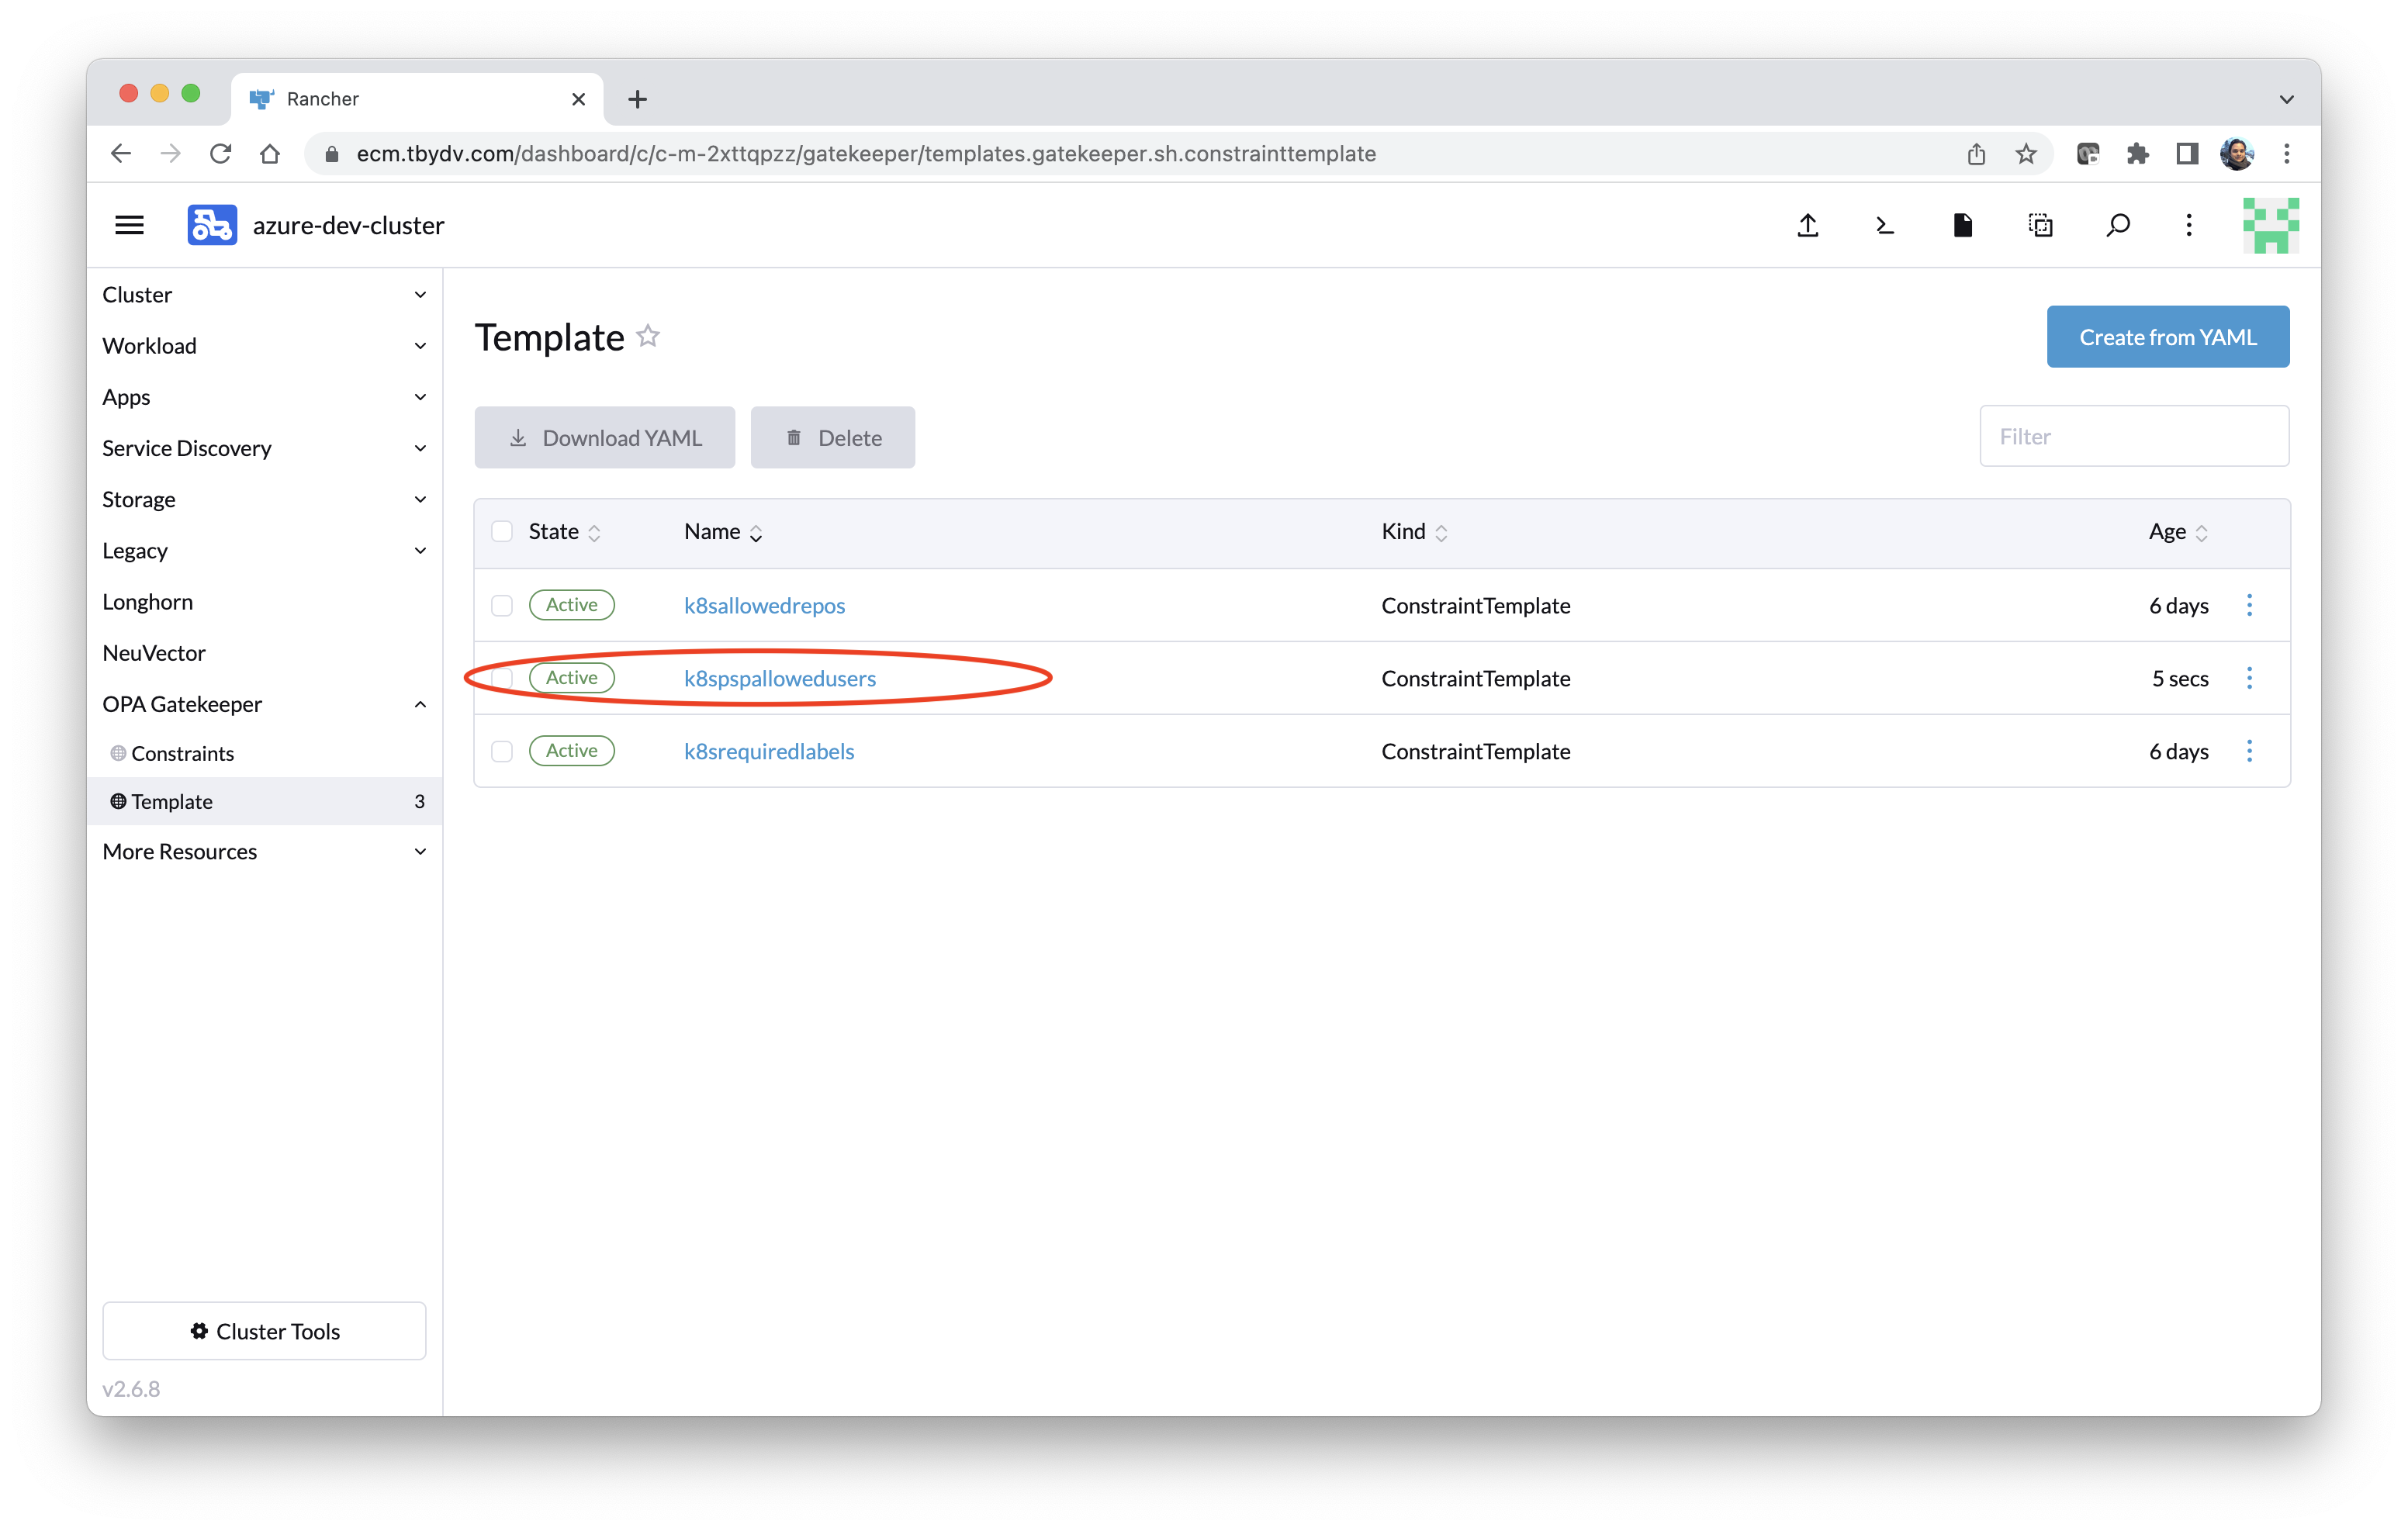 Rancher
ecm.tbydv.com/dashboard/c/c-m-2xttqpzz/gatekeeper/templates.gatekeeper.sh.constrainttemplate
azure-dev-cluster
Cluster
Workload
Apps
Service Discovery
Storage
Legacy
Longhorn
NeuVector
OPA Gatekeeper
Constraints
Template 3
More Resources
Cluster Tools
v2.6.8
Template
Create from YAML
Download YAML Delete
Filter
State Name Kind Age
Active k8sallowedrepos ConstraintTemplate 6 days
Active k8spspallowedusers ConstraintTemplate 5 secs
Active k8srequiredlabels ConstraintTemplate 6 days